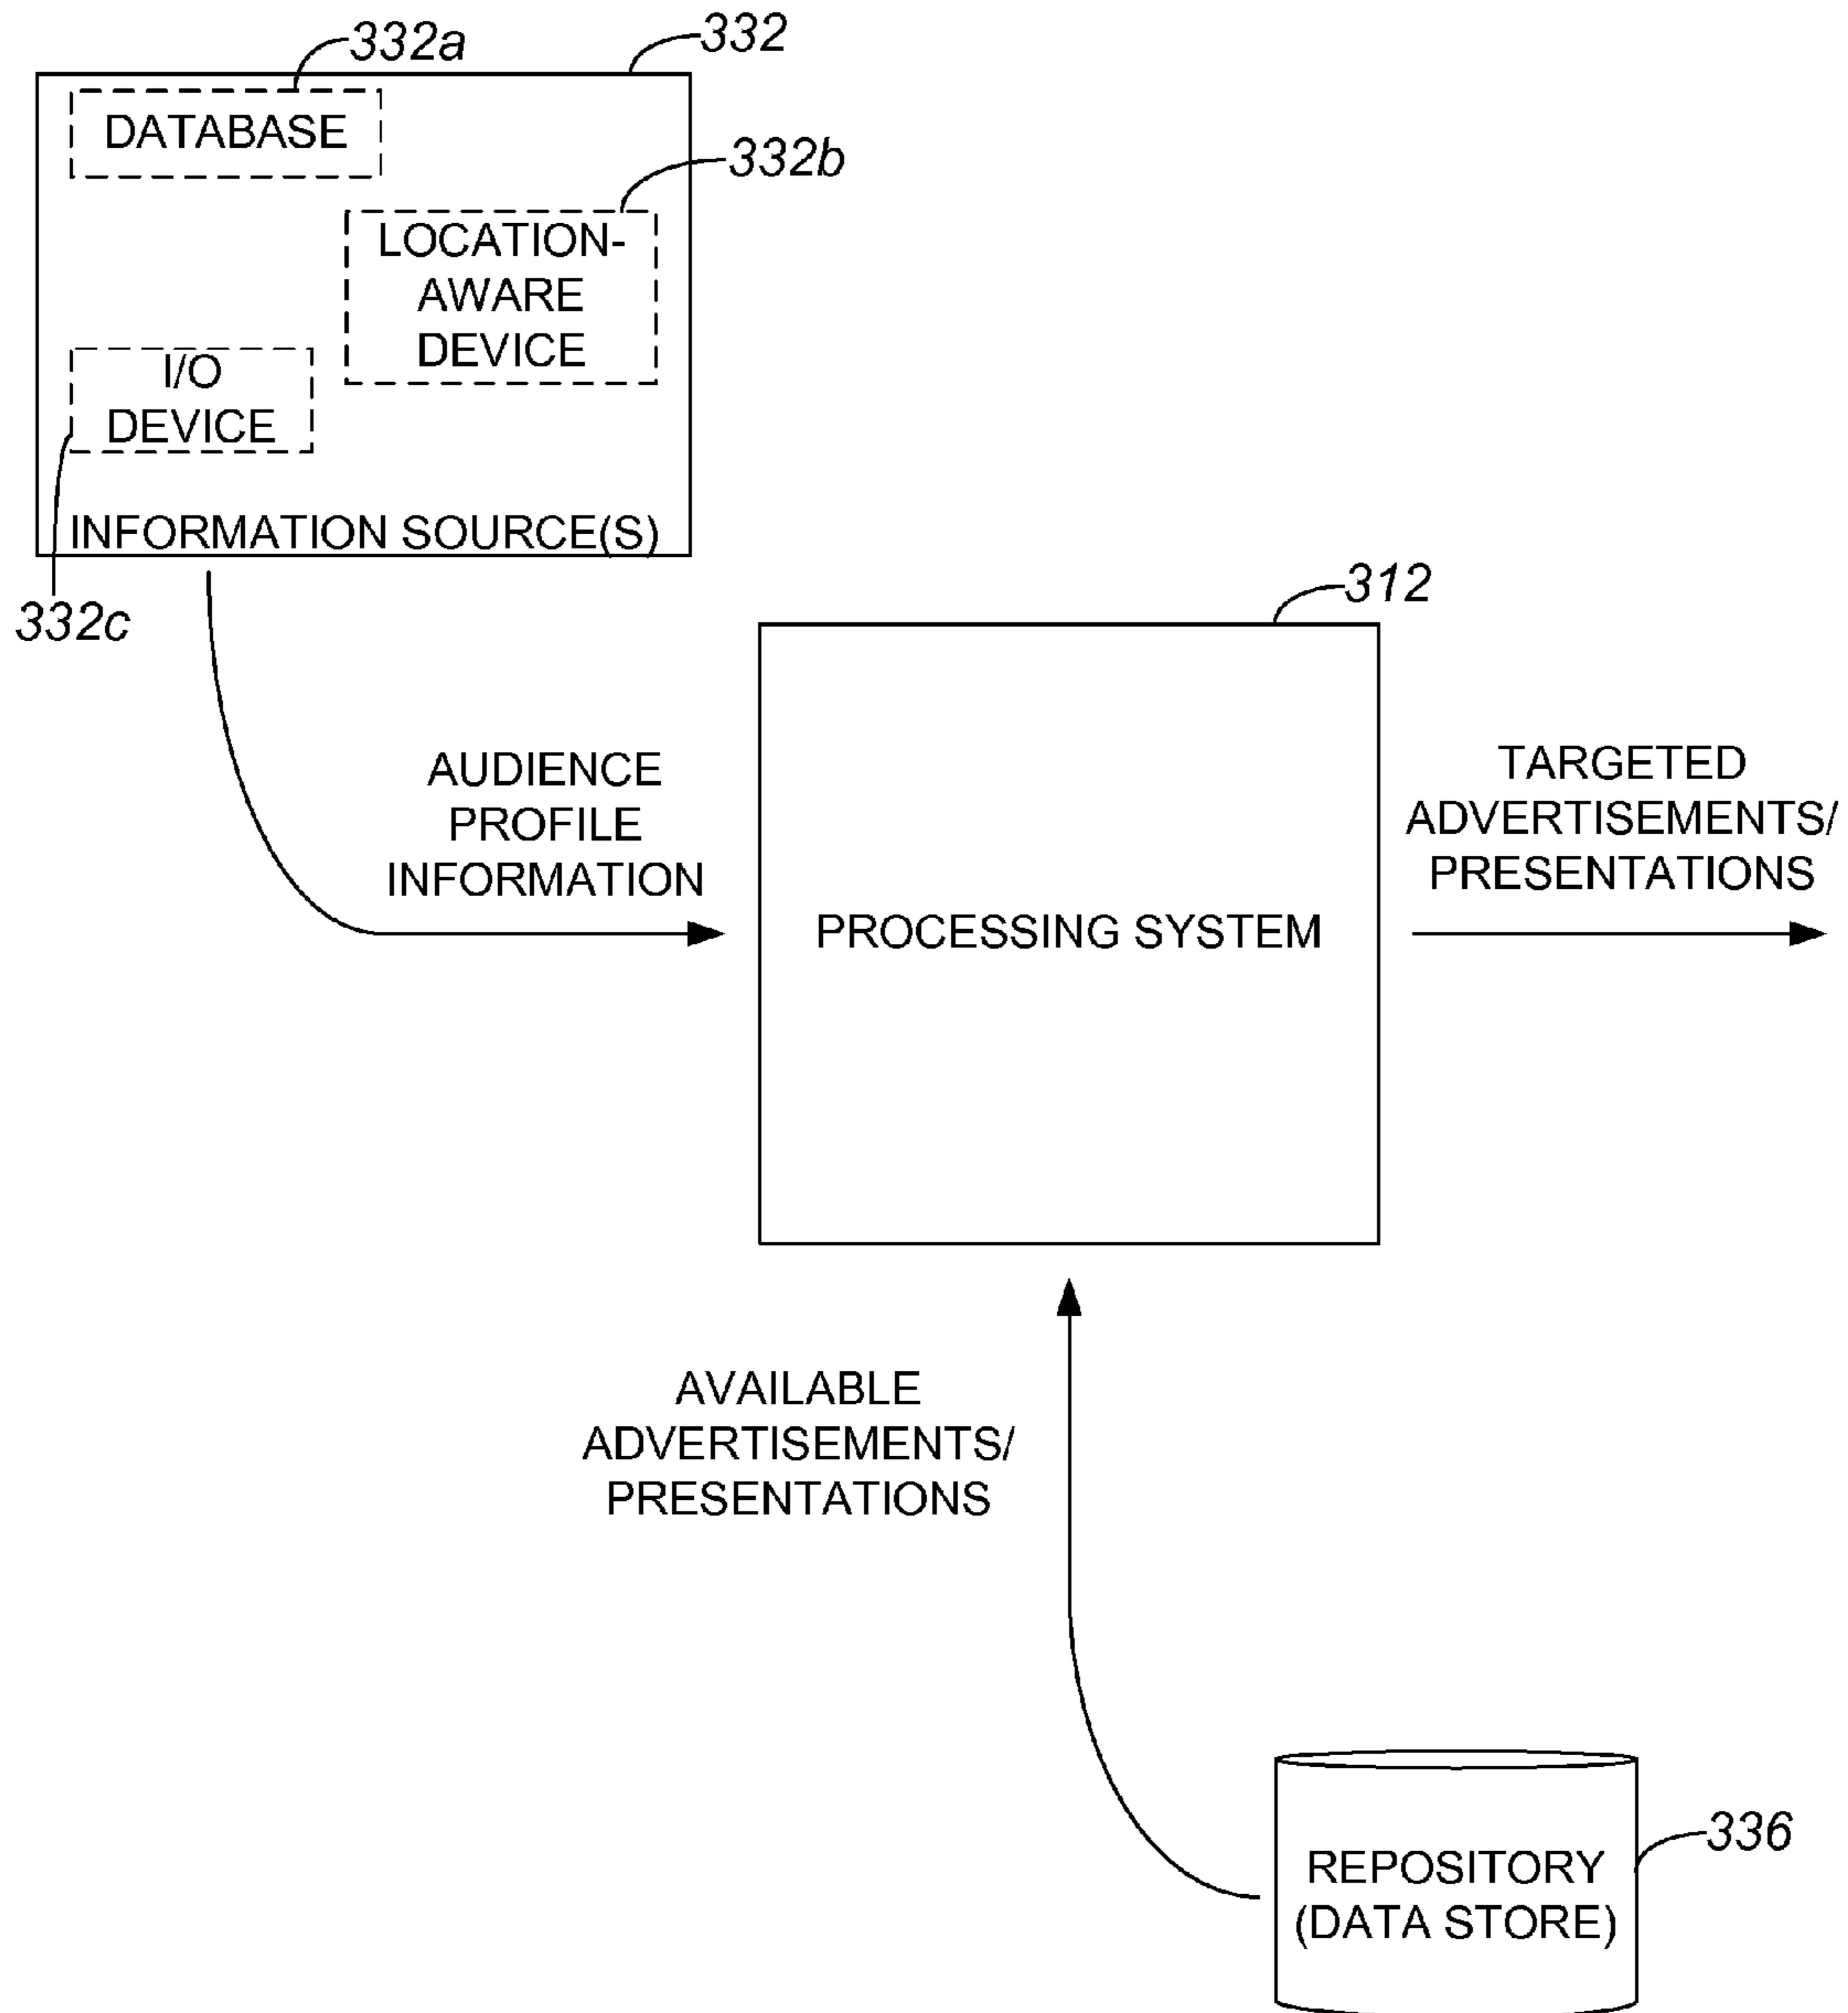 332a
332
DATABASE
332b
LOCATION-
AWARE
DEVICE
I/O
DEVICE
INFORMATION SOURCE(S)
332c
312
AUDIENCE
PROFILE
INFORMATION
PROCESSING SYSTEM
TARGETED
ADVERTISEMENTS/
PRESENTATIONS
AVAILABLE
ADVERTISEMENTS/
PRESENTATIONS
336
REPOSITORY
(DATA STORE)